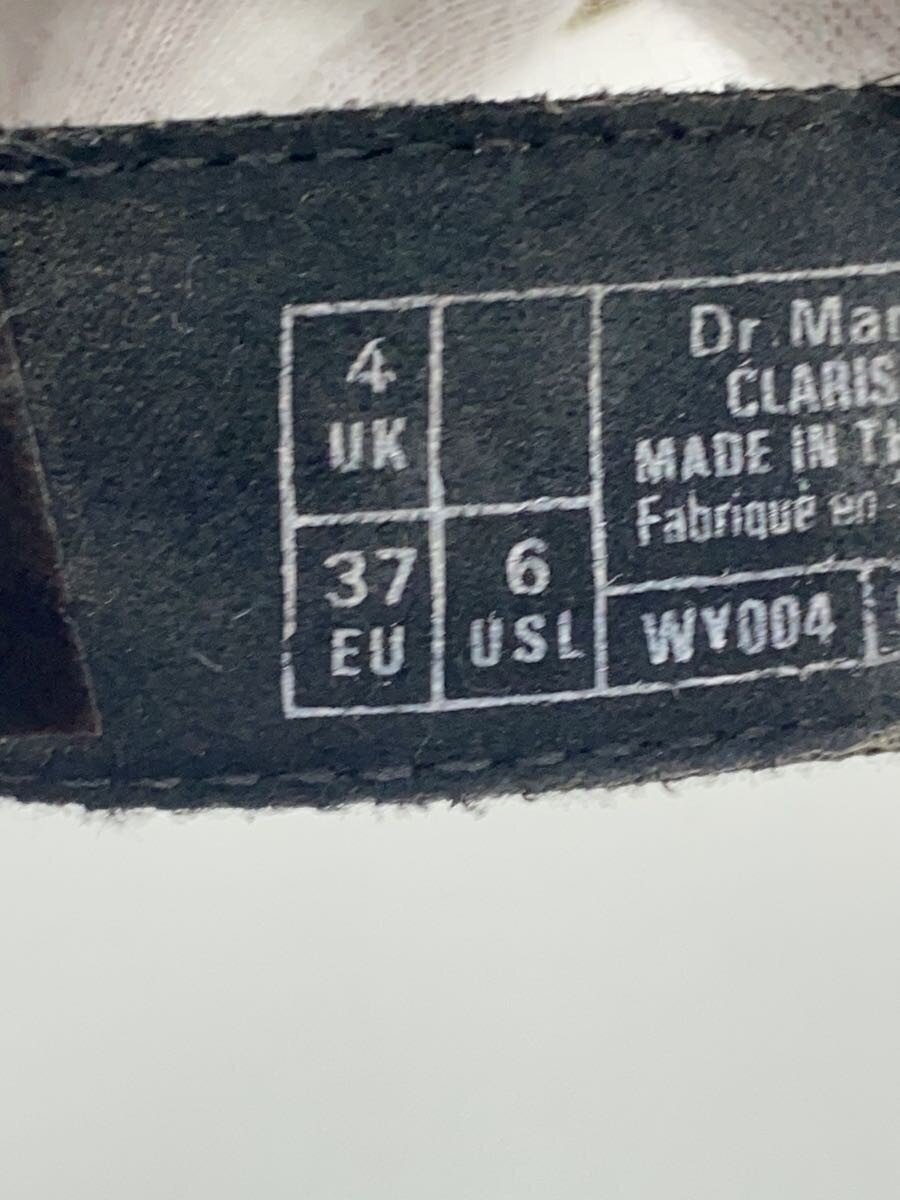 4
UK
37
EU
6
USL
Dr.Mar
CLARIS
MADE IN TH
Fabriqué en
WY004